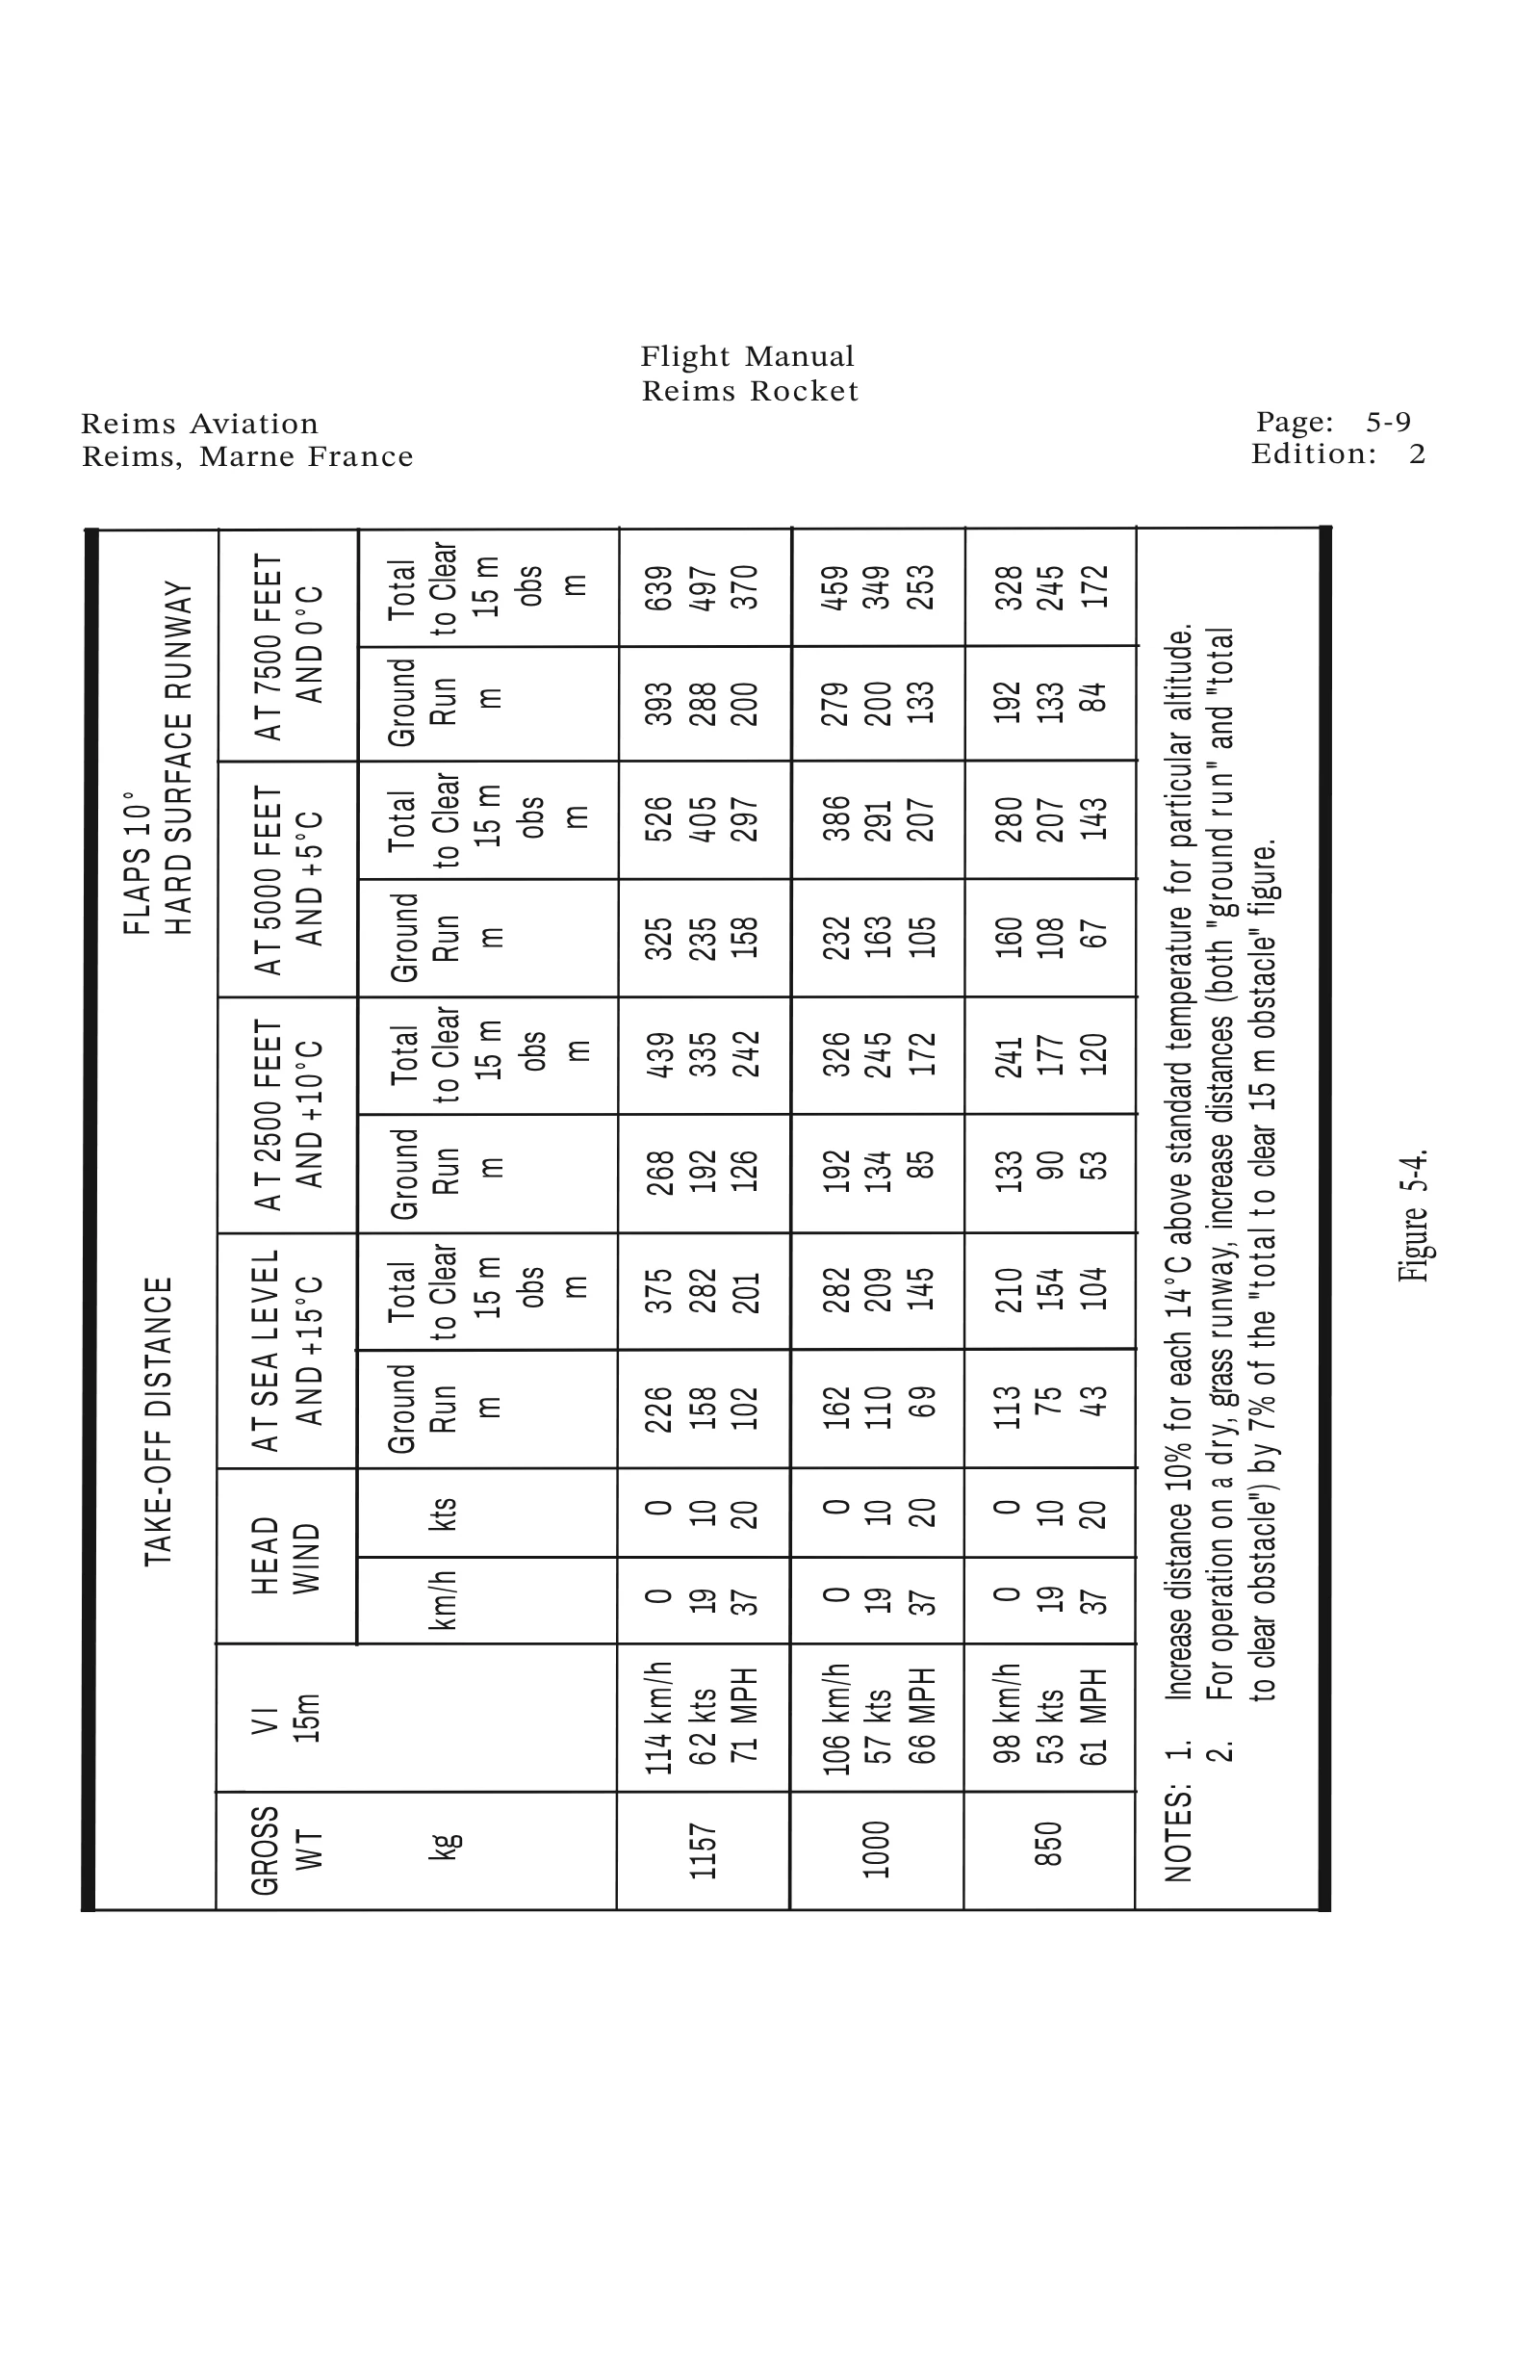 Flight Manual
Reims Rocket
Reims Aviation
Reims, Marne France
Page: 5-9
Edition: 2
TAKE-OFF DISTANCE
FLAPS 10°
HARD SURFACE RUNWAY
GROSS WT VI 15m HEAD WIND AT SEA LEVEL AND +15°C AT 2500 FEET AND +10°C AT 5000 FEET AND +5°C AT 7500 FEET AND 0°C
kg km/h kts Ground Run m Total to Clear 15 m obs m Ground Run m Total to Clear 15 m obs m Ground Run m Total to Clear 15 m obs m Ground Run m Total to Clear 15 m obs m
114 km/h 0 0 226 375 268 439 325 526 393 639
1157 62 kts 19 10 158 282 192 335 235 405 288 497
71 MPH 37 20 102 201 126 242 158 297 200 370
106 km/h 0 0 162 282 192 326 232 386 279 459
1000 57 kts 19 10 110 209 134 245 163 291 200 349
66 MPH 37 20 69 145 85 172 105 207 133 253
98 km/h 0 0 113 210 133 241 160 280 192 328
850 53 kts 19 10 75 154 90 177 108 207 133 245
61 MPH 37 20 43 104 53 120 67 143 84 172
NOTES: 1. Increase distance 10% for each 14°C above standard temperature for particular altitude.
2. For operation on a dry, grass runway, increase distances (both "ground run" and "total
to clear obstacle") by 7% of the "total to clear 15 m obstacle" figure.
Figure 5-4.